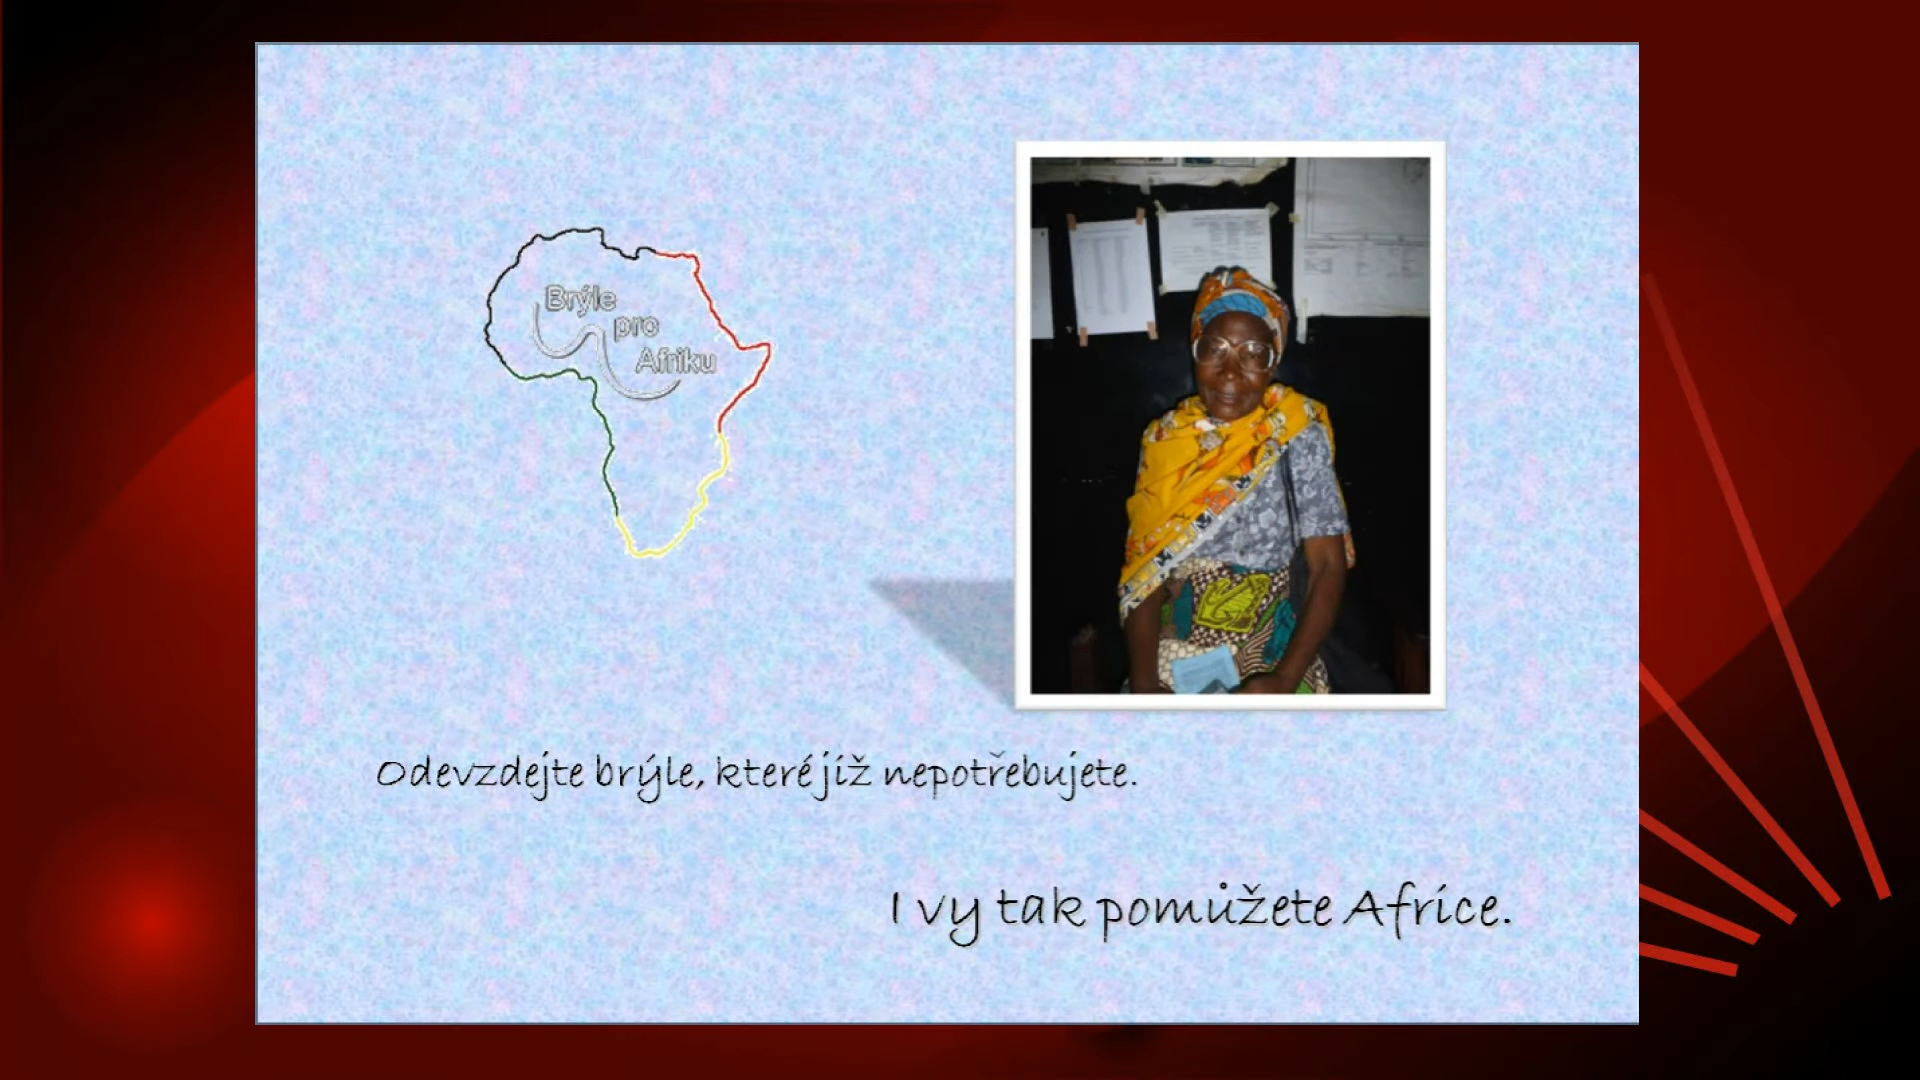 Brýle
pro
Afriku
Odevzdejte brýle, které již nepotřebujete.
I vy tak pomůžete Africe.